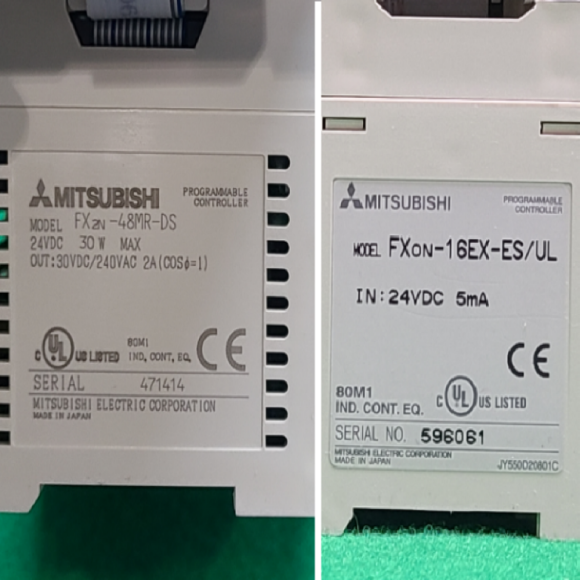 MITSUBISHI
PROGRAMMABLE
CONTROLLER
MODEL FX2N-48MR-DS
24VDC 30 W MAX
OUT:30VDC/240VAC 2A(COSφ=1)
C UL US LISTED
80M1
IND. CONT. EQ.
CE
SERIAL 471414
MITSUBISHI ELECTRIC CORPORATION
MADE IN JAPAN
MITSUBISHI
PROGRAMMABLE
CONTROLLER
MODEL FX0N-16EX-ES/UL
IN:24VDC 5mA
CE
80M1
IND. CONT. EQ.
C UL US LISTED
SERIAL NO. 596061
MITSUBISHI ELECTRIC CORPORATION
MADE IN JAPAN
JY550D20801C